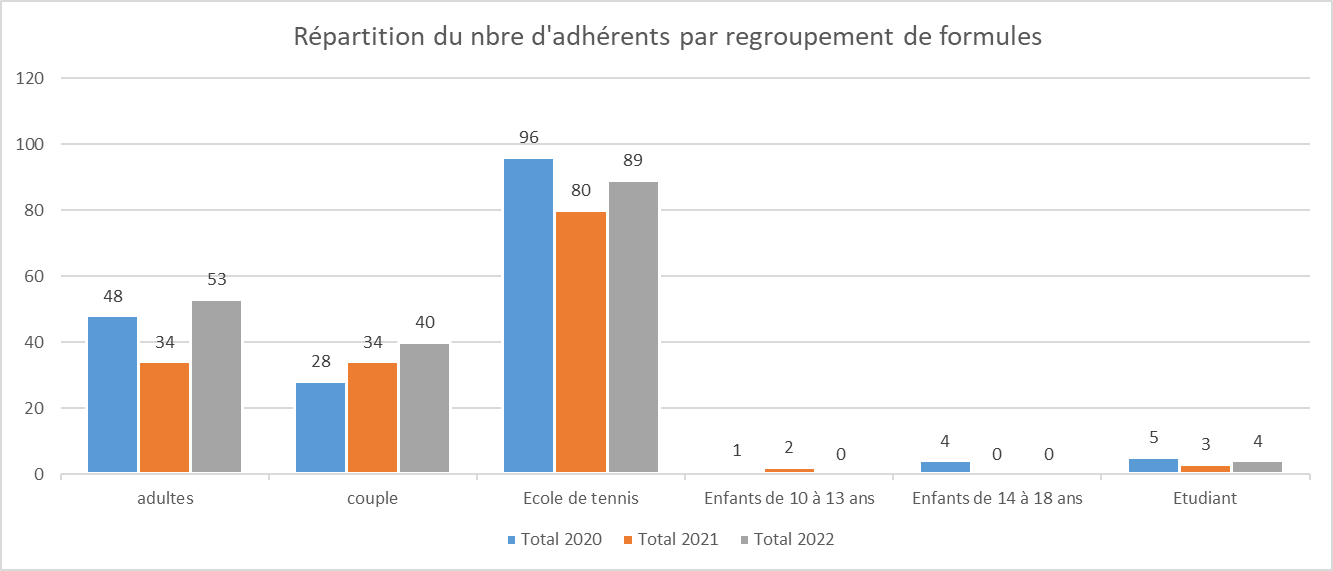 Répartition du nbre d'adhérents par regroupement de formules
120
100
80
60
40
20
0
48
34
53
28
34
40
96
80
89
1
2
0
4
0
0
5
3
4
adultes
couple
Ecole de tennis
Enfants de 10 à 13 ans
Enfants de 14 à 18 ans
Etudiant
Total 2020
Total 2021
Total 2022